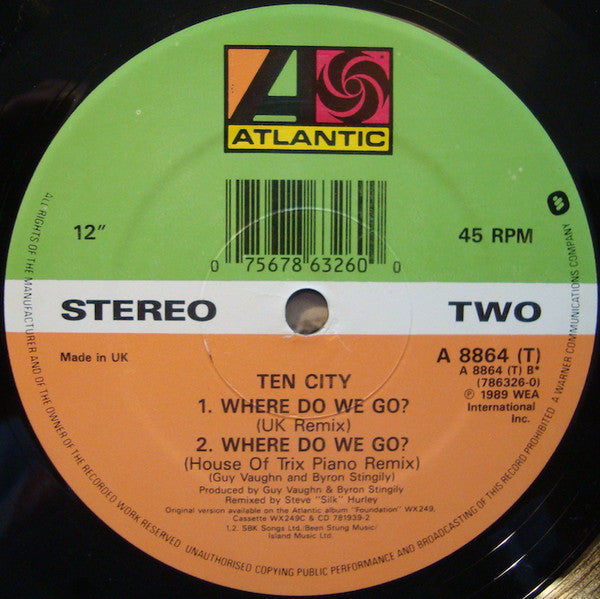 A
ATLANTIC
12"
45 RPM
0 75678 63260 0
STEREO
TWO
Made in UK
A 8864 (T)
A 8864 (T) B*
(786326-0)
℗ 1989 WEA
International
Inc.
TEN CITY
1. WHERE DO WE GO?
(UK Remix)
2. WHERE DO WE GO?
(House Of Trix Piano Remix)
(Guy Vaughn and Byron Stingily)
Produced by Guy Vaughn & Byron Stingily
Remixed by Steve "Silk" Hurley
Original version available on the Atlantic album "Foundation" WX249,
Cassette WX249C & CD 781939-2
1, 2. SBK Songs Ltd./Been Stung Music/
Island Music Ltd.
ALL RIGHTS OF THE MANUFACTURER AND OF THE OWNER OF THE RECORDED WORK RESERVED. UNAUTHORISED COPYING PUBLIC PERFORMANCE AND BROADCASTING OF THIS RECORD PROHIBITED. A WARNER COMMUNICATIONS COMPANY